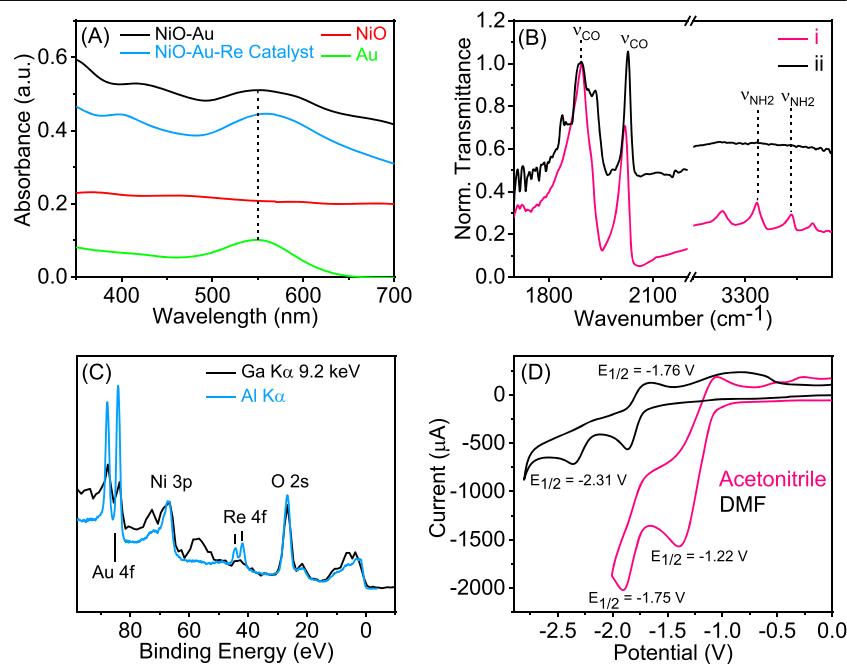 (A)
NiO-Au
NiO
NiO-Au-Re Catalyst
Au
0.6
0.4
0.2
0.0
Absorbance (a.u.)
400 500 600 700
Wavelength (nm)
(B)
νCO
νCO
i
ii
νNH2
νNH2
1.2
1.0
0.8
0.6
0.4
0.2
0.0
Norm. Transmittance
1800 2100 3300
Wavenumber (cm-1)
(C)
Ga Kα 9.2 keV
Al Kα
Ni 3p
O 2s
Re 4f
Au 4f
80 60 40 20 0
Binding Energy (eV)
(D)
E1/2 = -1.76 V
E1/2 = -2.31 V
Acetonitrile
DMF
E1/2 = -1.22 V
E1/2 = -1.75 V
0
-500
-1000
-1500
-2000
Current (μA)
-2.5 -2.0 -1.5 -1.0 -0.5 0.0
Potential (V)